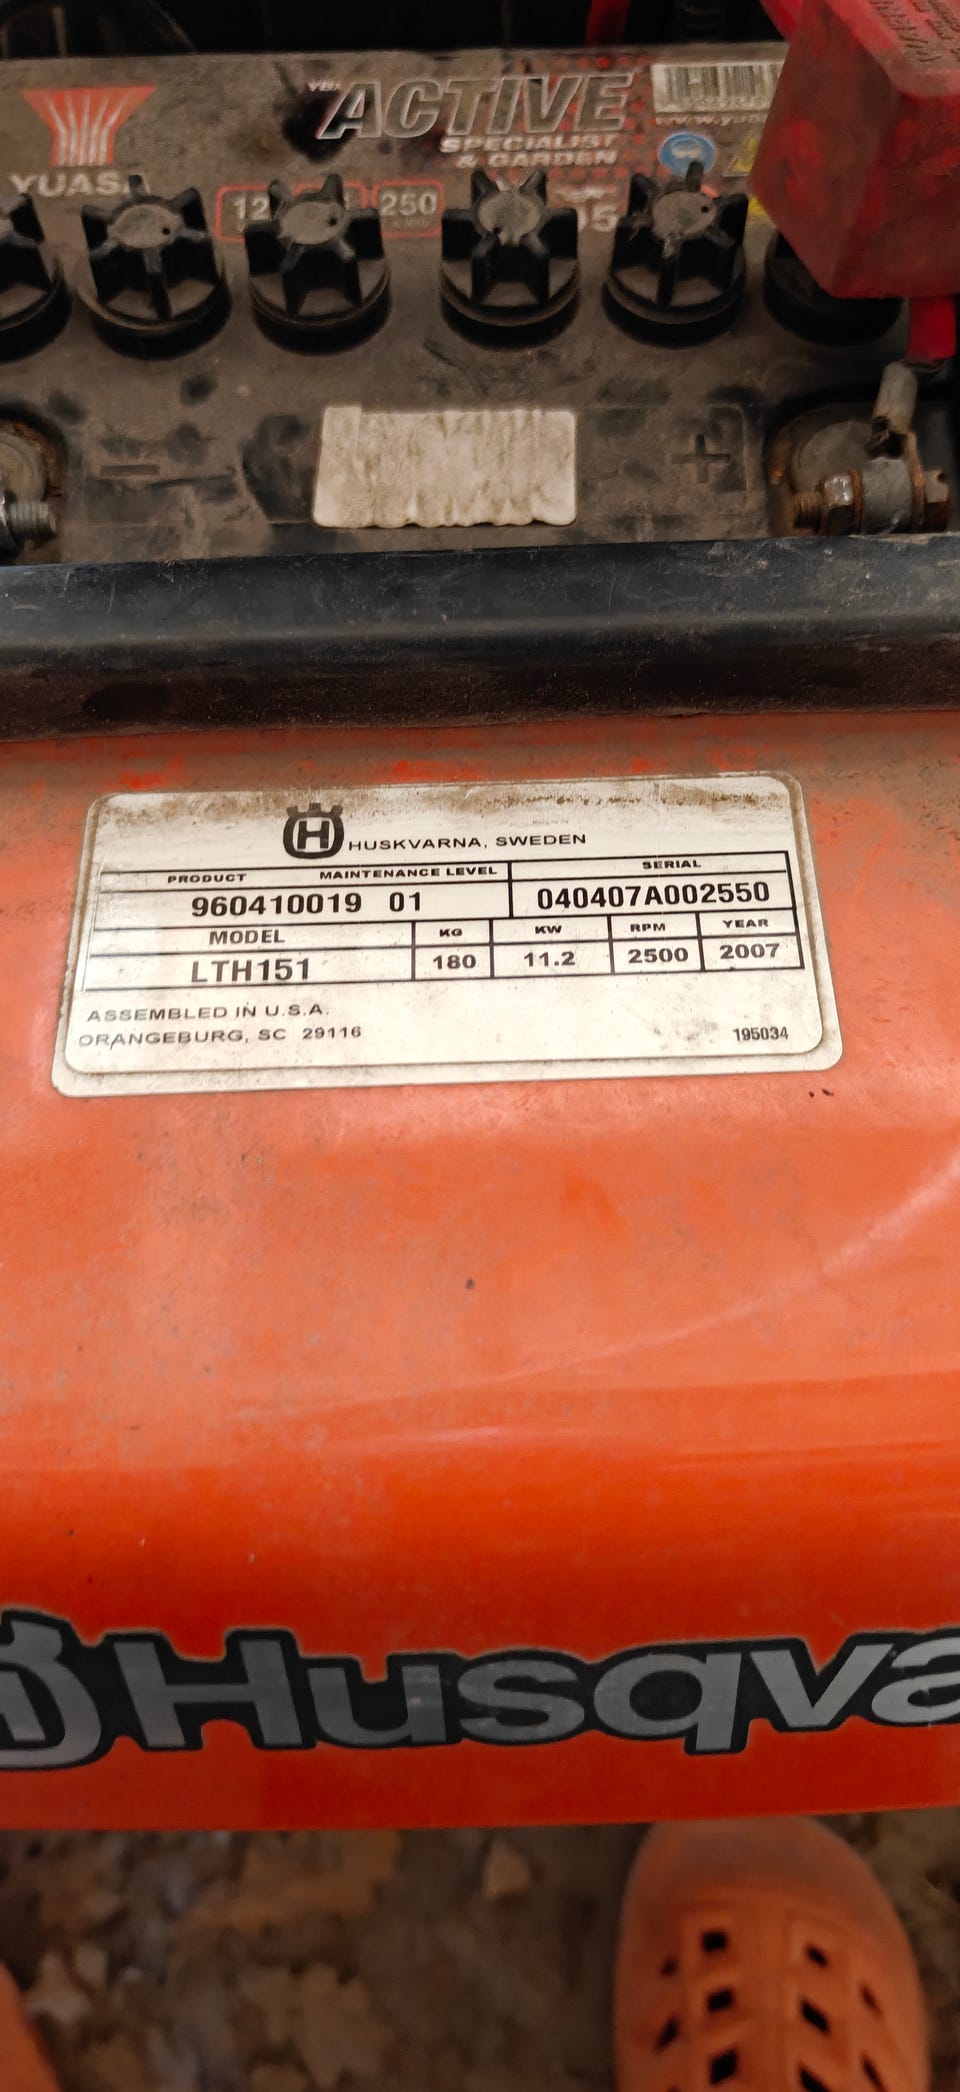 YBX ACTIVE
SPECIALIST
& GARDEN
YUASA
12
250
HUSKVARNA, SWEDEN
PRODUCT MAINTENANCE LEVEL SERIAL
960410019 01 040407A002550
MODEL KG KW RPM YEAR
LTH151 180 11.2 2500 2007
ASSEMBLED IN U.S.A.
ORANGEBURG, SC 29116 195034
Husqva